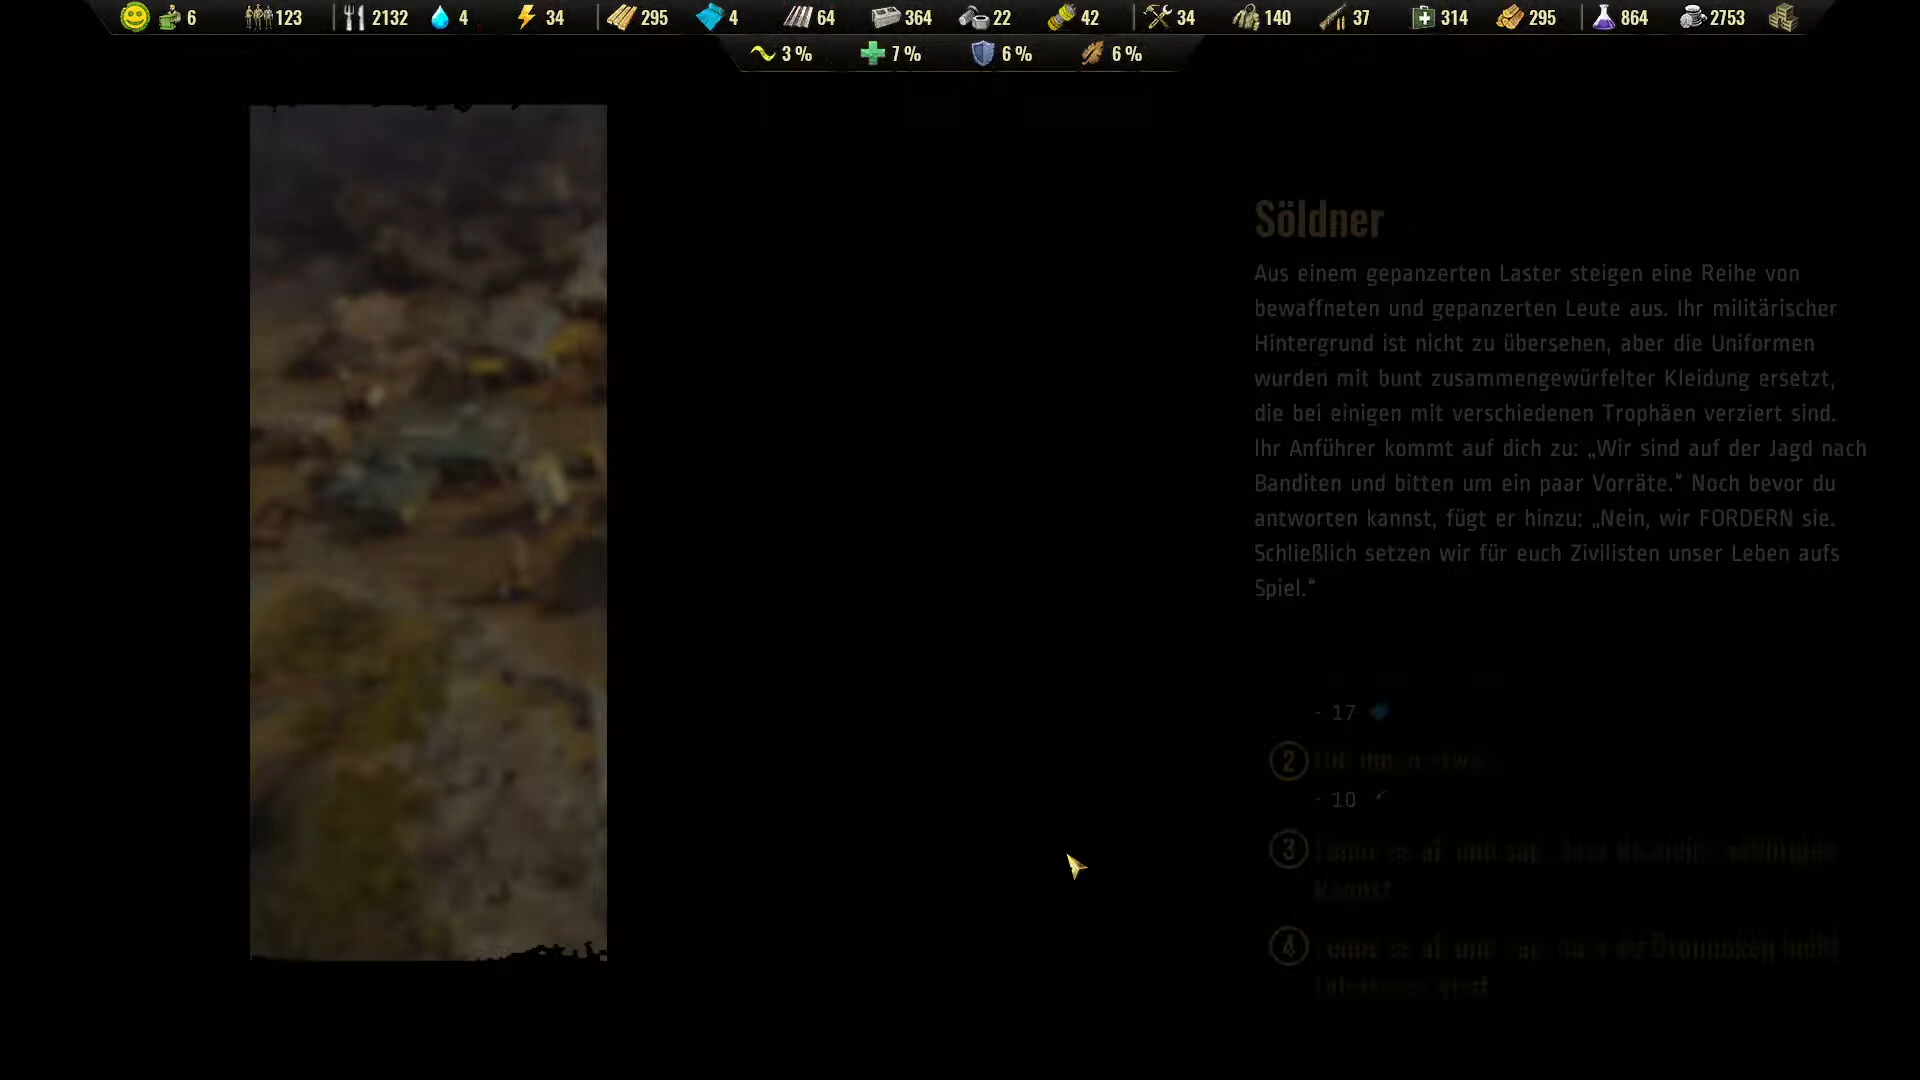 6 123 2132 4 34 295 4 64 364 22 42 34 140 37 314 295 864 2753
3 % 7 % 6 % 6 %
Söldner
Aus einem gepanzerten Laster steigen eine Reihe von
bewaffneten und gepanzerten Leute aus. Ihr militärischer
Hintergrund ist nicht zu übersehen, aber die Uniformen
wurden mit bunt zusammengewürfelter Kleidung ersetzt,
die bei einigen mit verschiedenen Trophäen verziert sind.
Ihr Anführer kommt auf dich zu: „Wir sind auf der Jagd nach
Banditen und bitten um ein paar Vorräte.“ Noch bevor du
antworten kannst, fügt er hinzu: „Nein, wir FORDERN sie.
Schließlich setzen wir für euch Zivilisten unser Leben aufs
Spiel.“
- 17
2
- 10
3
4